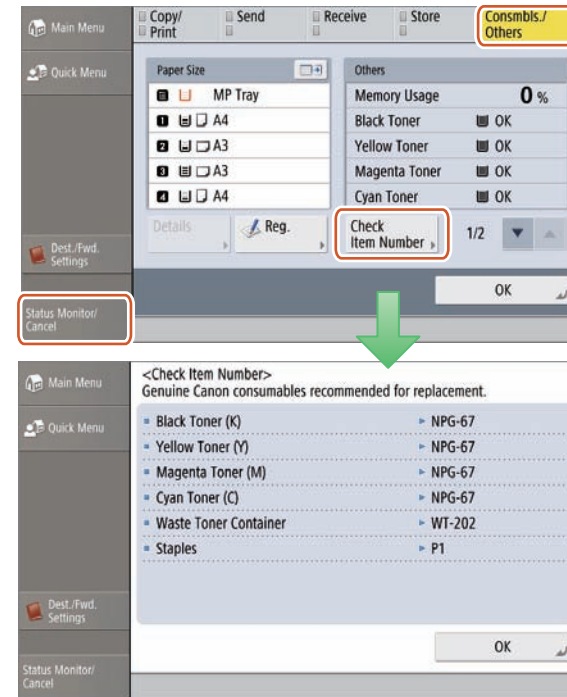 Main Menu
Quick Menu
Dest./Fwd.
Settings
Status Monitor/
Cancel
Copy/
Print
Send
Receive
Store
Consmbls./
Others
Paper Size
MP Tray
1 A4
2 A3
3 A3
4 A4
Details
Reg.
Others
Memory Usage 0 %
Black Toner OK
Yellow Toner OK
Magenta Toner OK
Cyan Toner OK
Check
Item Number
1/2
OK
Main Menu
Quick Menu
Dest./Fwd.
Settings
Status Monitor/
Cancel
<Check Item Number>
Genuine Canon consumables recommended for replacement.
Black Toner (K) NPG-67
Yellow Toner (Y) NPG-67
Magenta Toner (M) NPG-67
Cyan Toner (C) NPG-67
Waste Toner Container WT-202
Staples P1
OK